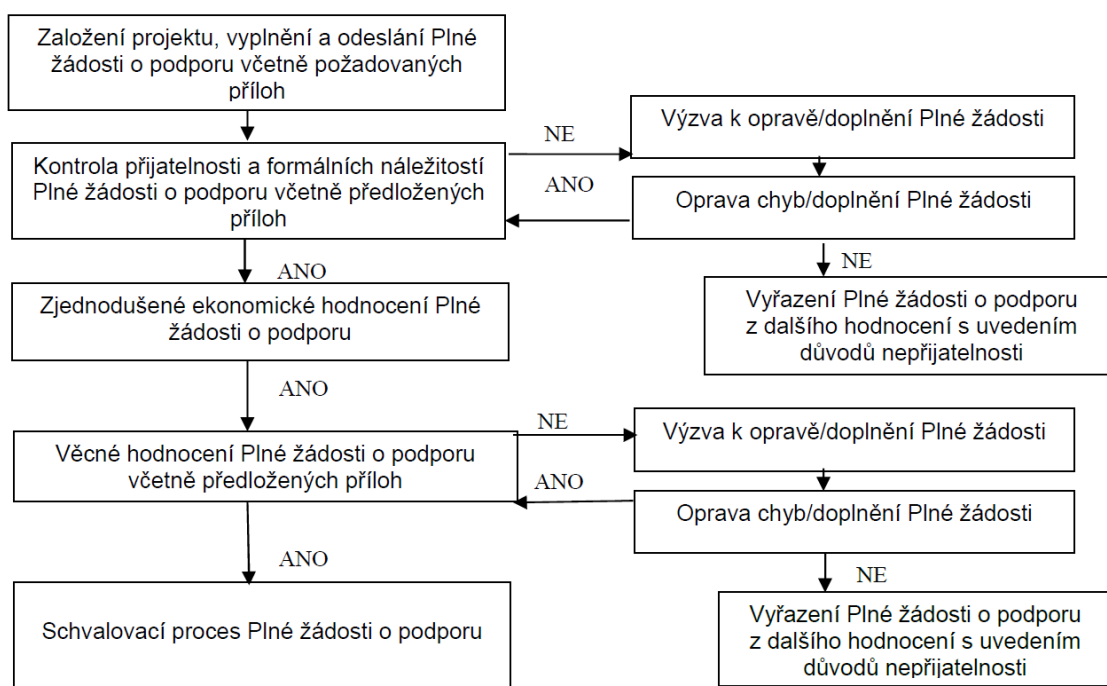 Založení projektu, vyplnění a odeslání Plné
žádosti o podporu včetně požadovaných
příloh
NE
Výzva k opravě/doplnění Plné žádosti
Kontrola přijatelnosti a formálních náležitostí
Plné žádosti o podporu včetně předložených
příloh
ANO
Oprava chyb/doplnění Plné žádosti
ANO
NE
Zjednodušené ekonomické hodnocení Plné
žádosti o podporu
Vyřazení Plné žádosti o podporu
z dalšího hodnocení s uvedením
důvodů nepřijatelnosti
ANO
Věcné hodnocení Plné žádosti o podporu
včetně předložených příloh
NE
Výzva k opravě/doplnění Plné žádosti
ANO
Oprava chyb/doplnění Plné žádosti
ANO
NE
Schvalovací proces Plné žádosti o podporu
Vyřazení Plné žádosti o podporu
z dalšího hodnocení s uvedením
důvodů nepřijatelnosti